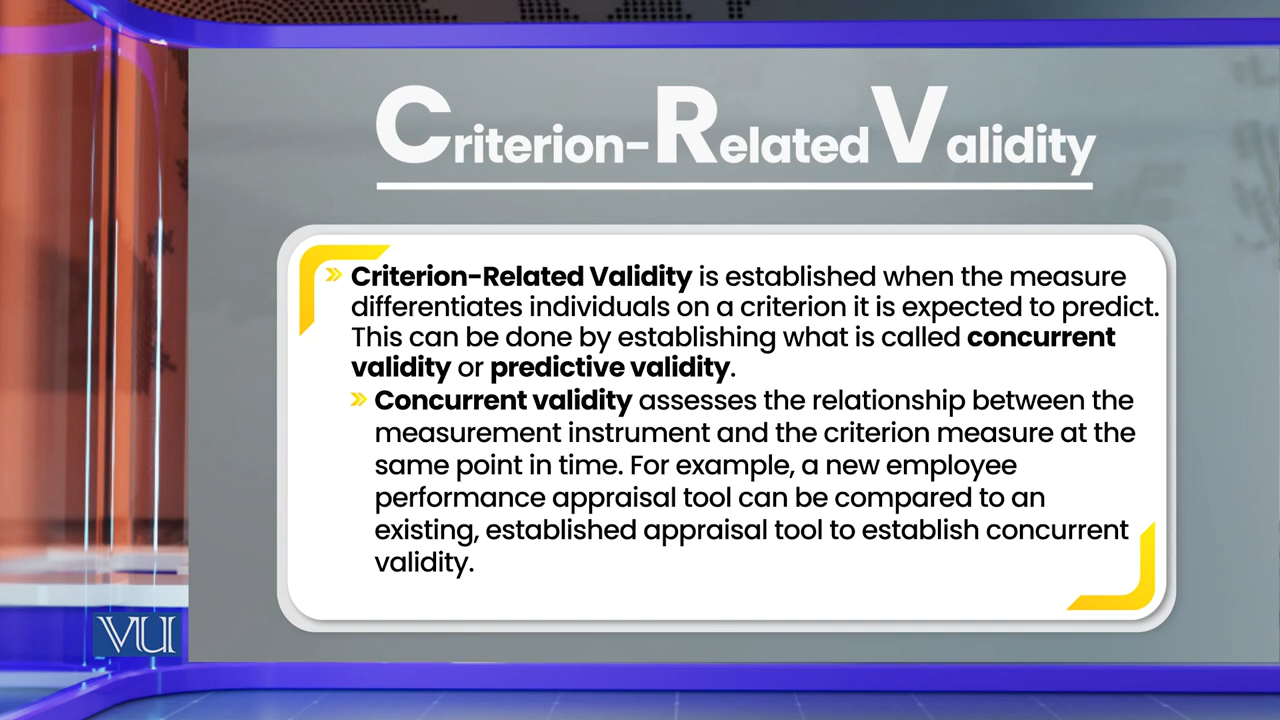 Criterion-Related Validity
» Criterion-Related Validity is established when the measure
differentiates individuals on a criterion it is expected to predict.
This can be done by establishing what is called concurrent
validity or predictive validity.
» Concurrent validity assesses the relationship between the
measurement instrument and the criterion measure at the
same point in time. For example, a new employee
performance appraisal tool can be compared to an
existing, established appraisal tool to establish concurrent
validity.
VU